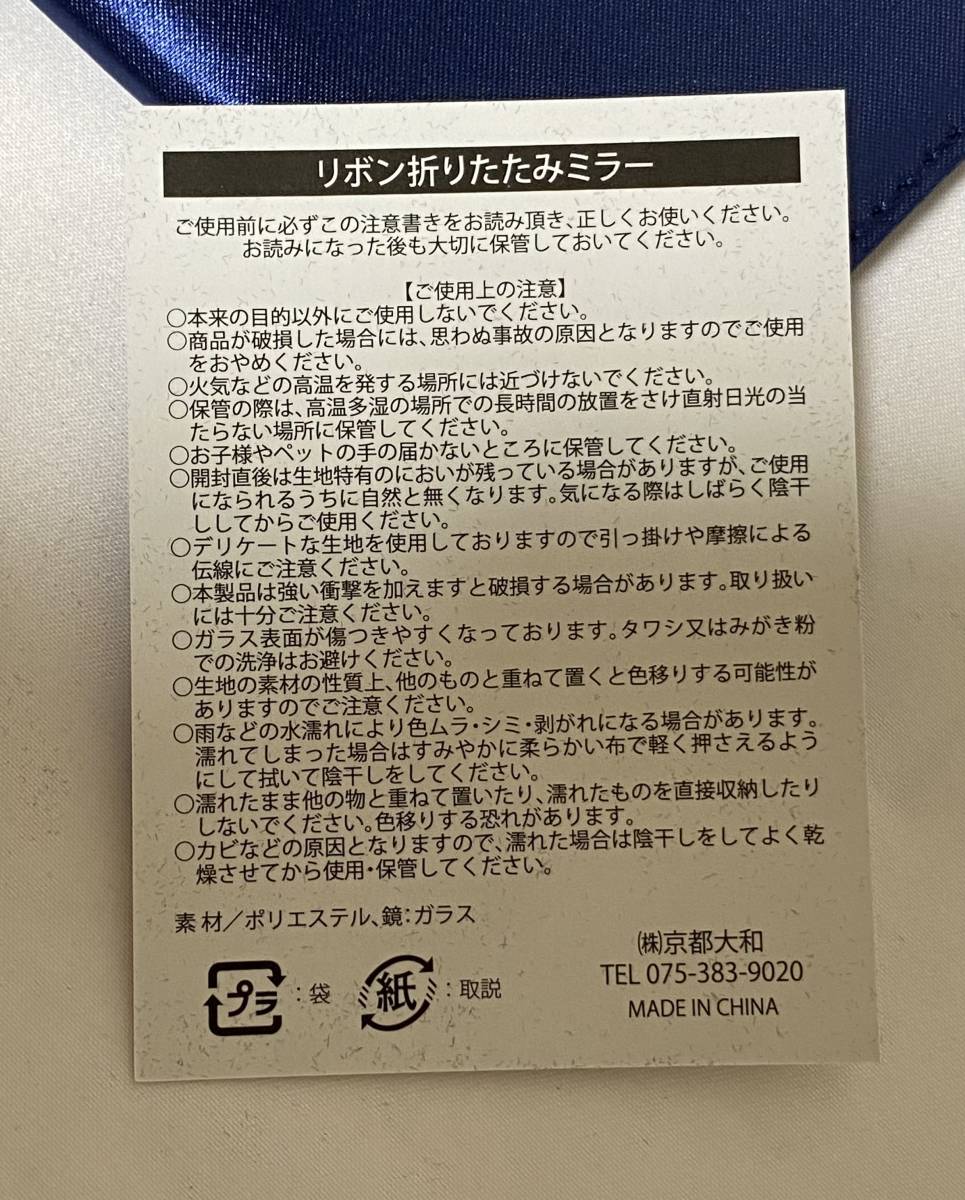 リボン折りたたみミラー
ご使用前に必ずこの注意書きをお読み頂き、正しくお使いください。
お読みになった後も大切に保管しておいてください。
【ご使用上の注意】
○本来の目的以外にご使用しないでください。
○商品が破損した場合には、思わぬ事故の原因となりますのでご使用
をおやめください。
○火気などの高温を発する場所には近づけないでください。
○保管の際は、高温多湿の場所での長時間の放置をさけ直射日光の当
たらない場所に保管してください。
○お子様やペットの手の届かないところに保管してください。
○開封直後は生地特有のにおいが残っている場合がありますが、ご使用
になられるうちに自然と無くなります。気になる際はしばらく陰干
ししてからご使用ください。
○デリケートな生地を使用しておりますので引っ掛けや摩擦による
伝線にご注意ください。
○本製品は強い衝撃を加えますと破損する場合があります。取り扱い
には十分ご注意ください。
○ガラス表面が傷つきやすくなっております。タワシ又はみがき粉
での洗浄はお避けください。
○生地の素材の性質上、他のものと重ねて置くと色移りする可能性が
ありますのでご注意ください。
○雨などの水濡れにより色ムラ・シミ・剥がれになる場合があります。
濡れてしまった場合はすみやかに柔らかい布で軽く押さえるよう
にして拭いて陰干しをしてください。
○濡れたまま他の物と重ねて置いたり、濡れたものを直接収納したり
しないでください。色移りする恐れがあります。
○カビなどの原因となりますので、濡れた場合は陰干しをしてよく乾
燥させてから使用・保管してください。
素材／ポリエステル、鏡：ガラス
プラ：袋 紙：取説
㈱京都大和
TEL 075-383-9020
MADE IN CHINA